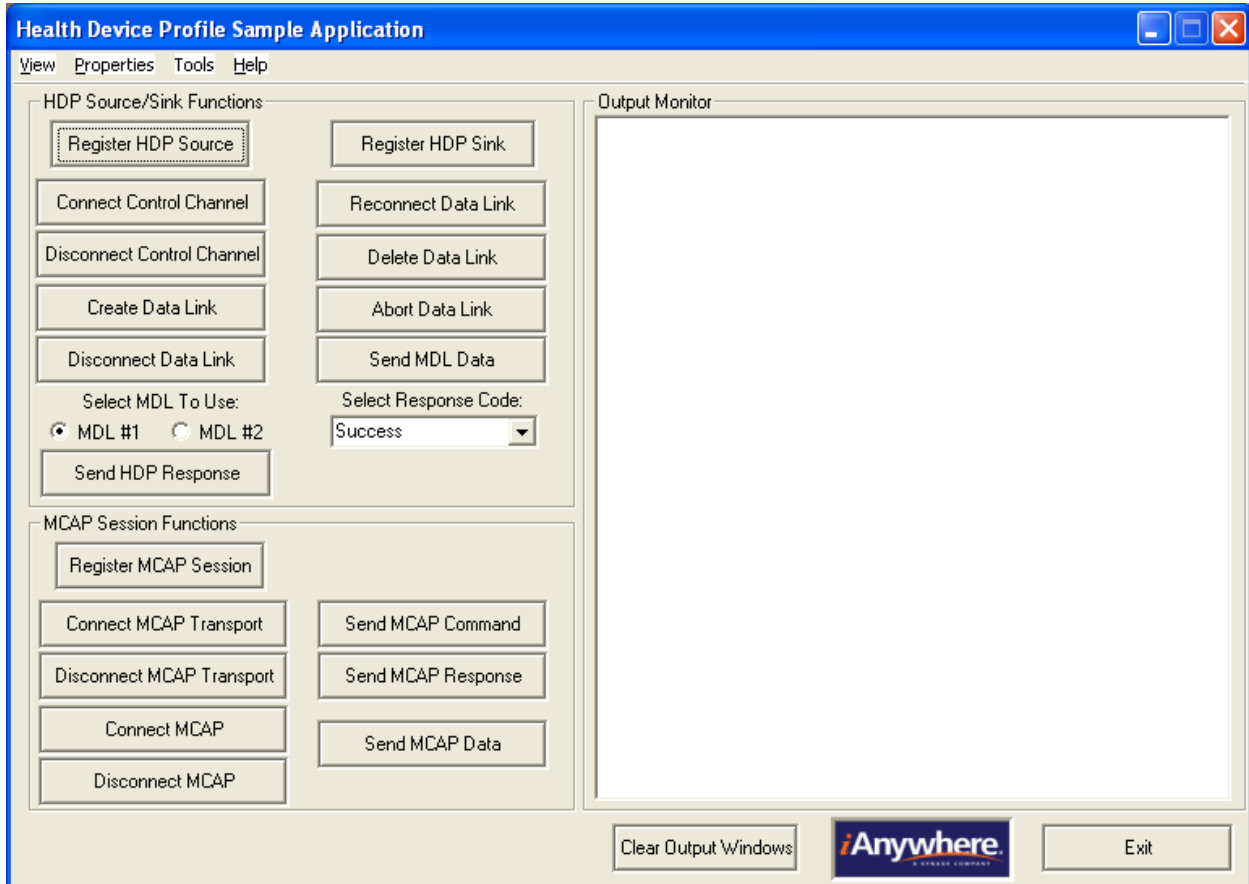 Health Device Profile Sample Application
View Properties Tools Help
HDP Source/Sink Functions
Register HDP Source
Register HDP Sink
Connect Control Channel
Reconnect Data Link
Disconnect Control Channel
Delete Data Link
Create Data Link
Abort Data Link
Disconnect Data Link
Send MDL Data
Select MDL To Use:
Select Response Code:
MDL #1
MDL #2
Success
Send HDP Response
MCAP Session Functions
Register MCAP Session
Connect MCAP Transport
Send MCAP Command
Disconnect MCAP Transport
Send MCAP Response
Connect MCAP
Send MCAP Data
Disconnect MCAP
Output Monitor
Clear Output Windows
iAnywhere.
A SYBASE COMPANY
Exit